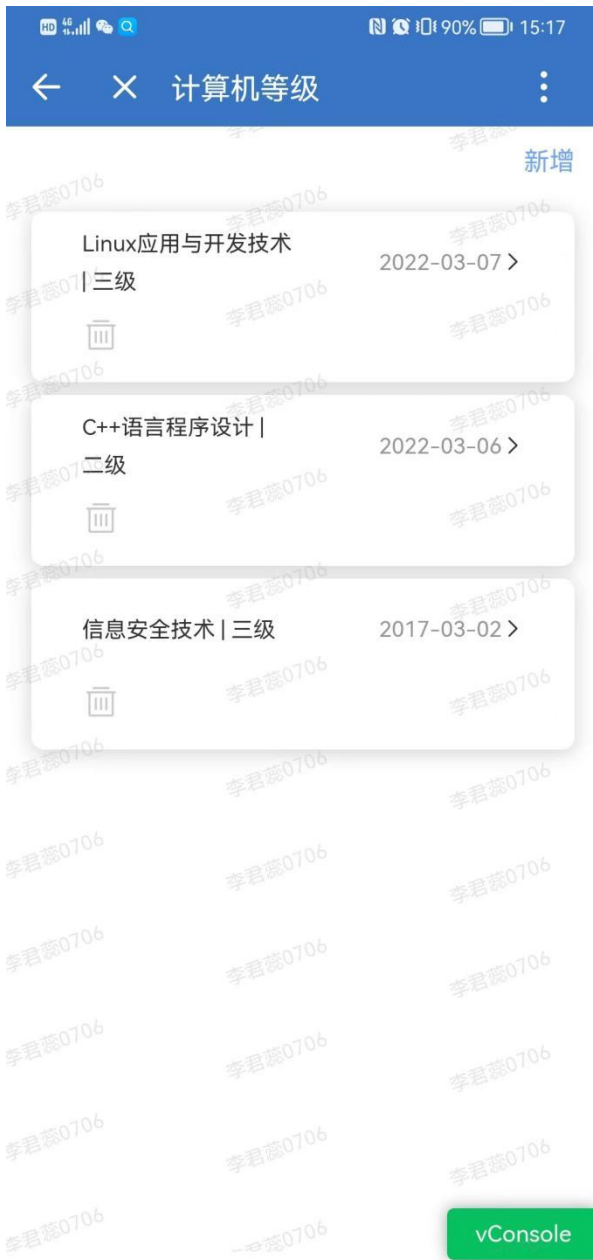 HD 4G 90% 15:17
计算机等级
新增
Linux应用与开发技术
|三级
2022-03-07
C++语言程序设计|
二级
2022-03-06
信息安全技术|三级
2017-03-02
李君蕊0706
vConsole